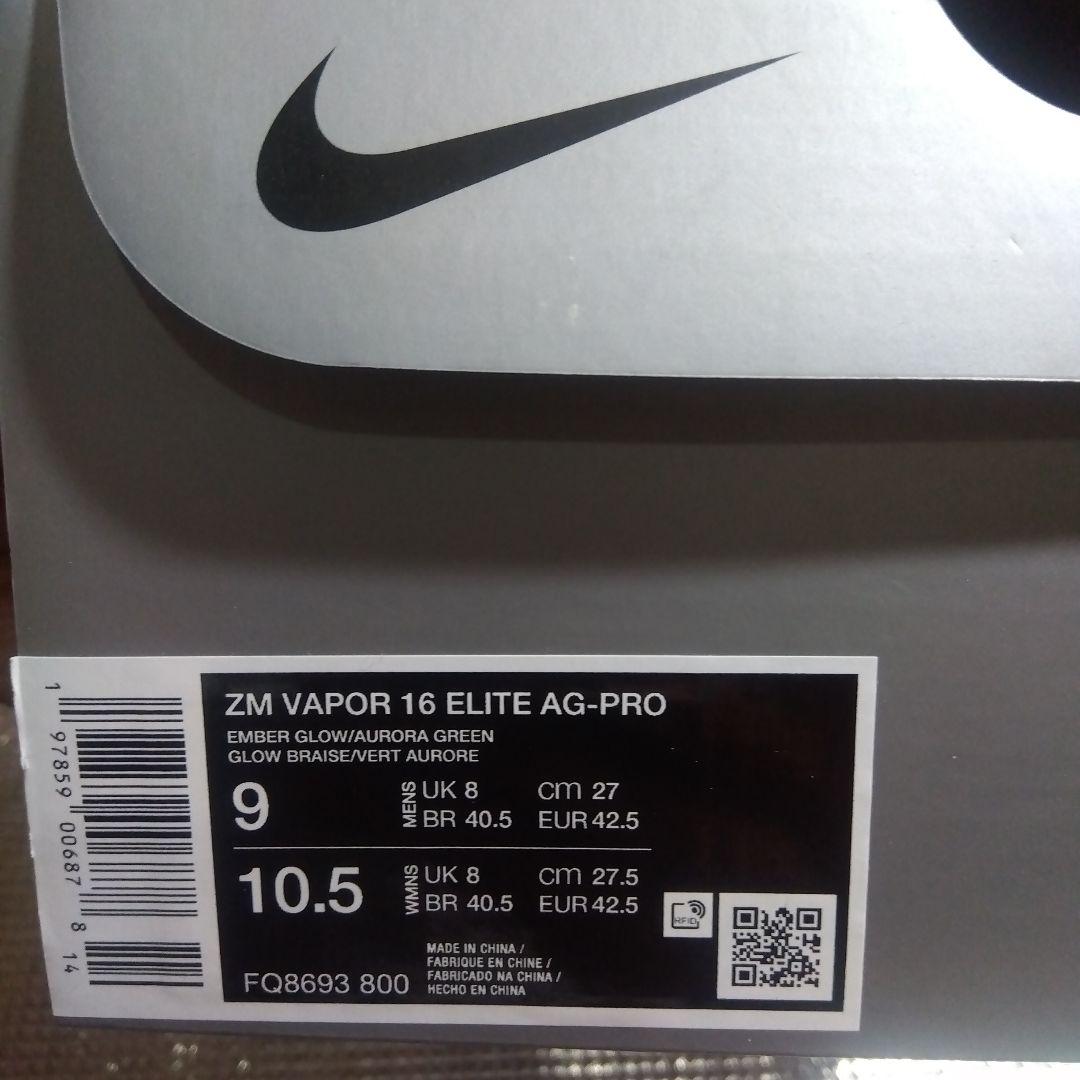 ZM VAPOR 16 ELITE AG-PRO
EMBER GLOW/AURORA GREEN
GLOW BRAISE/VERT AURORE
9 MENS UK 8 cm 27
BR 40.5 EUR 42.5
10.5 WMNS UK 8 cm 27.5
BR 40.5 EUR 42.5
RFID
MADE IN CHINA /
FABRIQUE EN CHINE /
FABRICADO NA CHINA /
HECHO EN CHINA
FQ8693 800
1 97859 00687 8 14